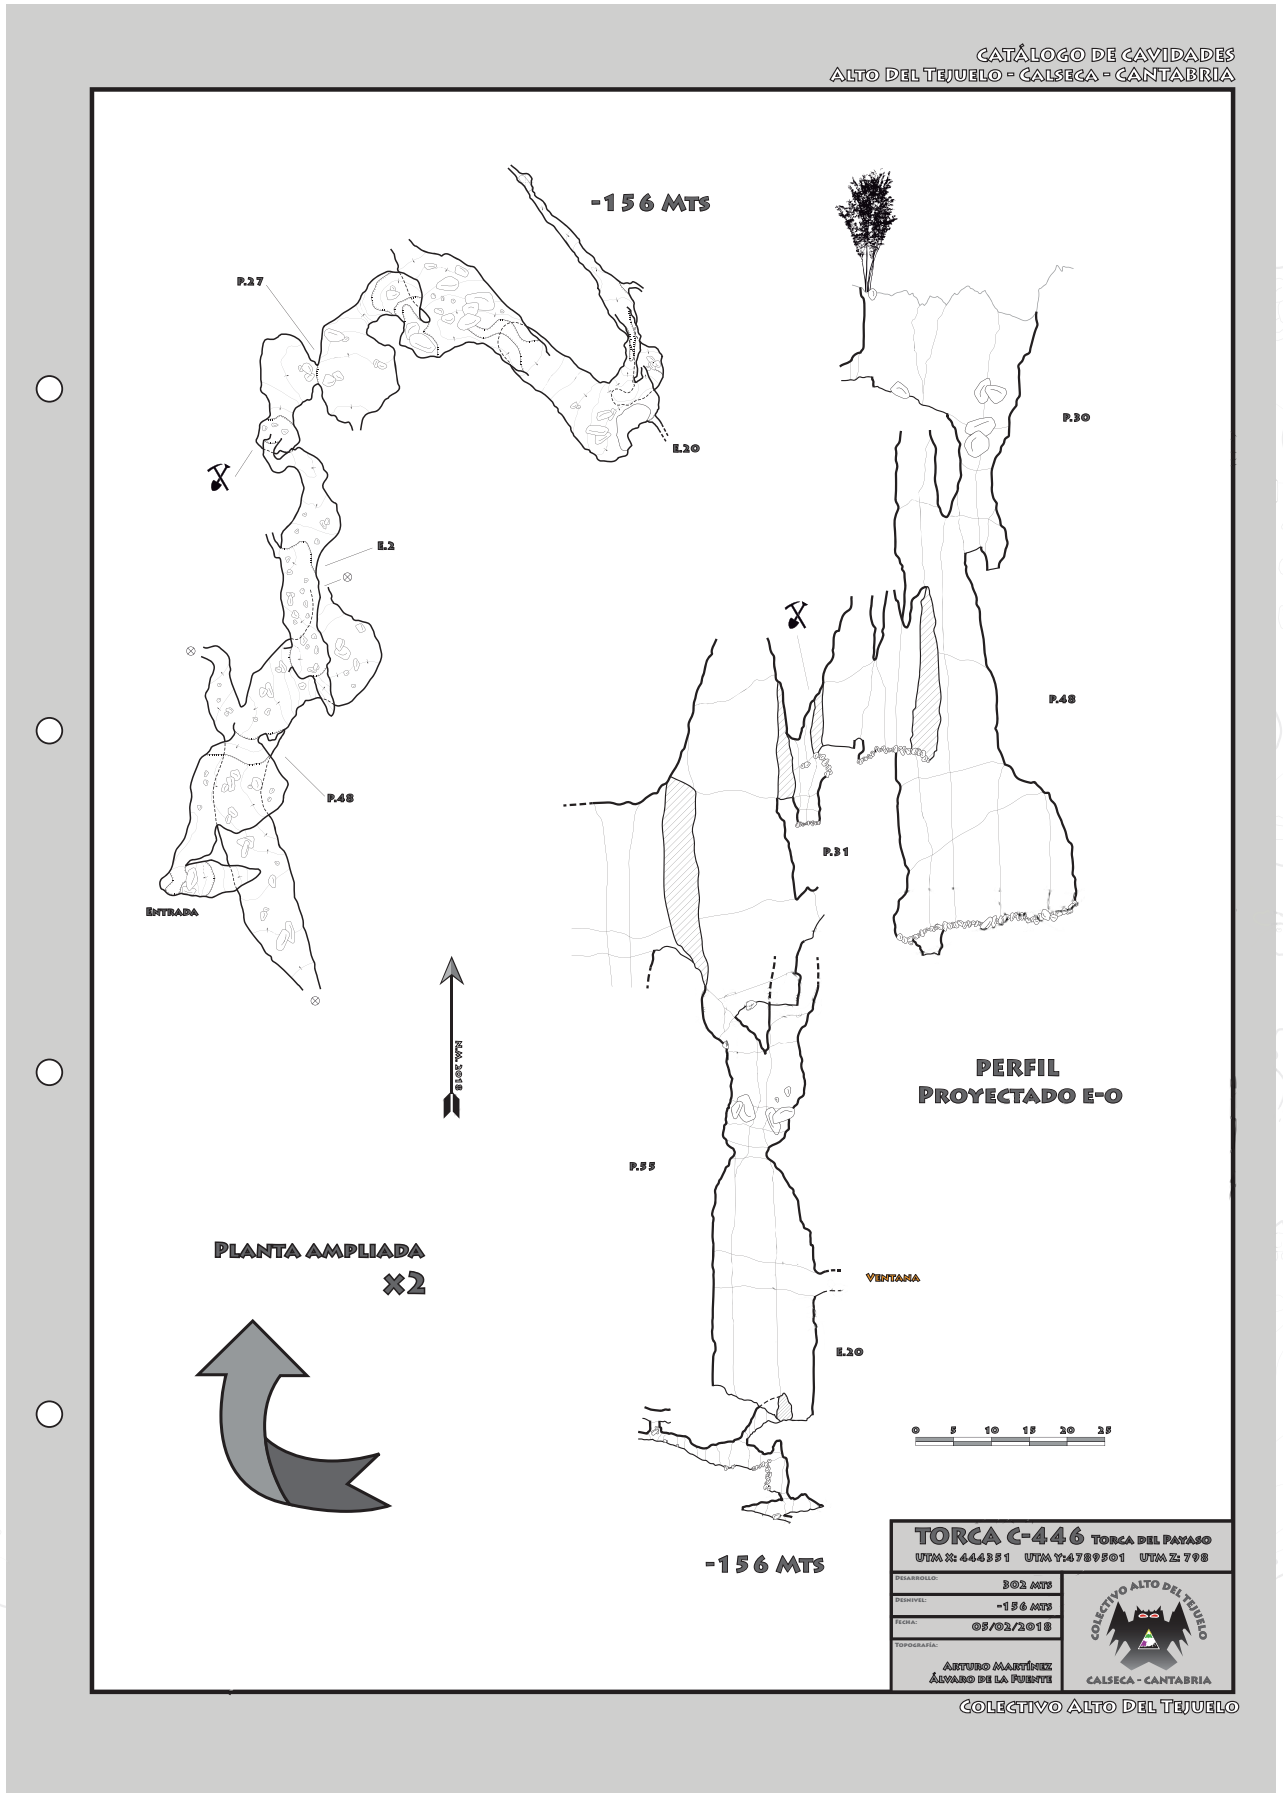 CATÁLOGO DE CAVIDADES
ALTO DEL TEJUELO - CALSECA - CANTABRIA
-156 MTS
P.27
P.30
E.20
E.2
P.48
P.48
P.31
ENTRADA
N.M. 2018
PERFIL
PROYECTADO E-O
P.55
PLANTA AMPLIADA
x2
VENTANA
E.20
0 5 10 15 20 25
-156 MTS
TORCA C-446 TORCA DEL PAYASO
UTM X: 444351 UTM Y:4789501 UTM Z: 798
DESARROLLO:
302 MTS
DESNIVEL:
-156 MTS
FECHA:
05/02/2018
TOPOGRAFÍA:
ARTURO MARTÍNEZ
ÁLVARO DE LA FUENTE
COLECTIVO ALTO DEL TEJUELO
CALSECA - CANTABRIA
COLECTIVO ALTO DEL TEJUELO